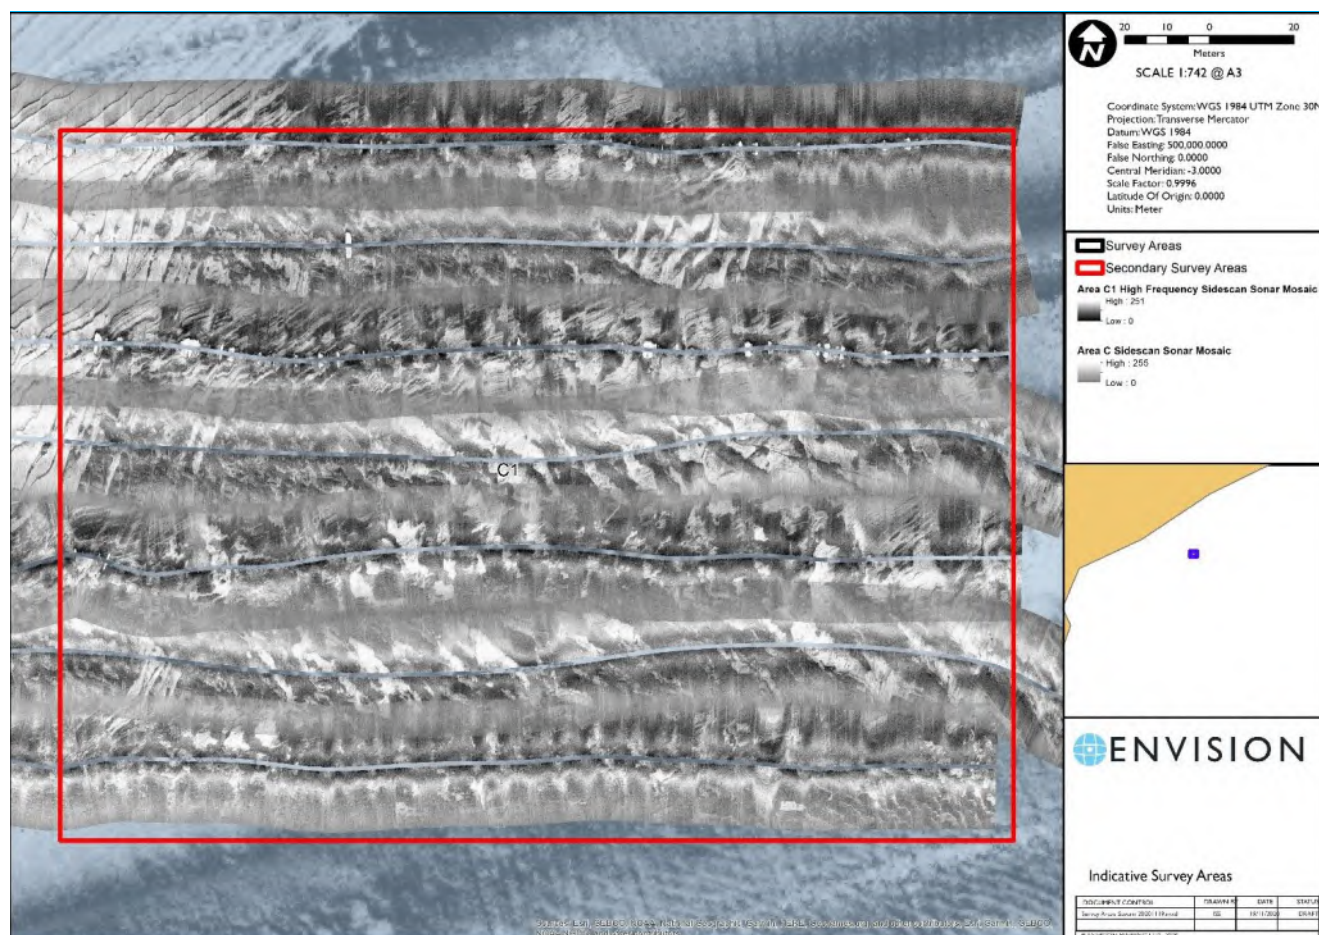 C1
N
20 10 0 20
Meters
SCALE 1:742 @ A3
Coordinate System: WGS 1984 UTM Zone 30N
Projection: Transverse Mercator
Datum: WGS 1984
False Easting: 500,000.0000
False Northing: 0.0000
Central Meridian: -3.0000
Scale Factor: 0.9996
Latitude Of Origin: 0.0000
Units: Meter
Survey Areas
Secondary Survey Areas
Area C1 High Frequency Sidescan Sonar Mosaic
High : 251
Low : 0
Area C Sidescan Sonar Mosaic
High : 255
Low : 0
ENVISION
Indicative Survey Areas
DOCUMENT CONTROL DRAWN DATE STATUS
DRAFT